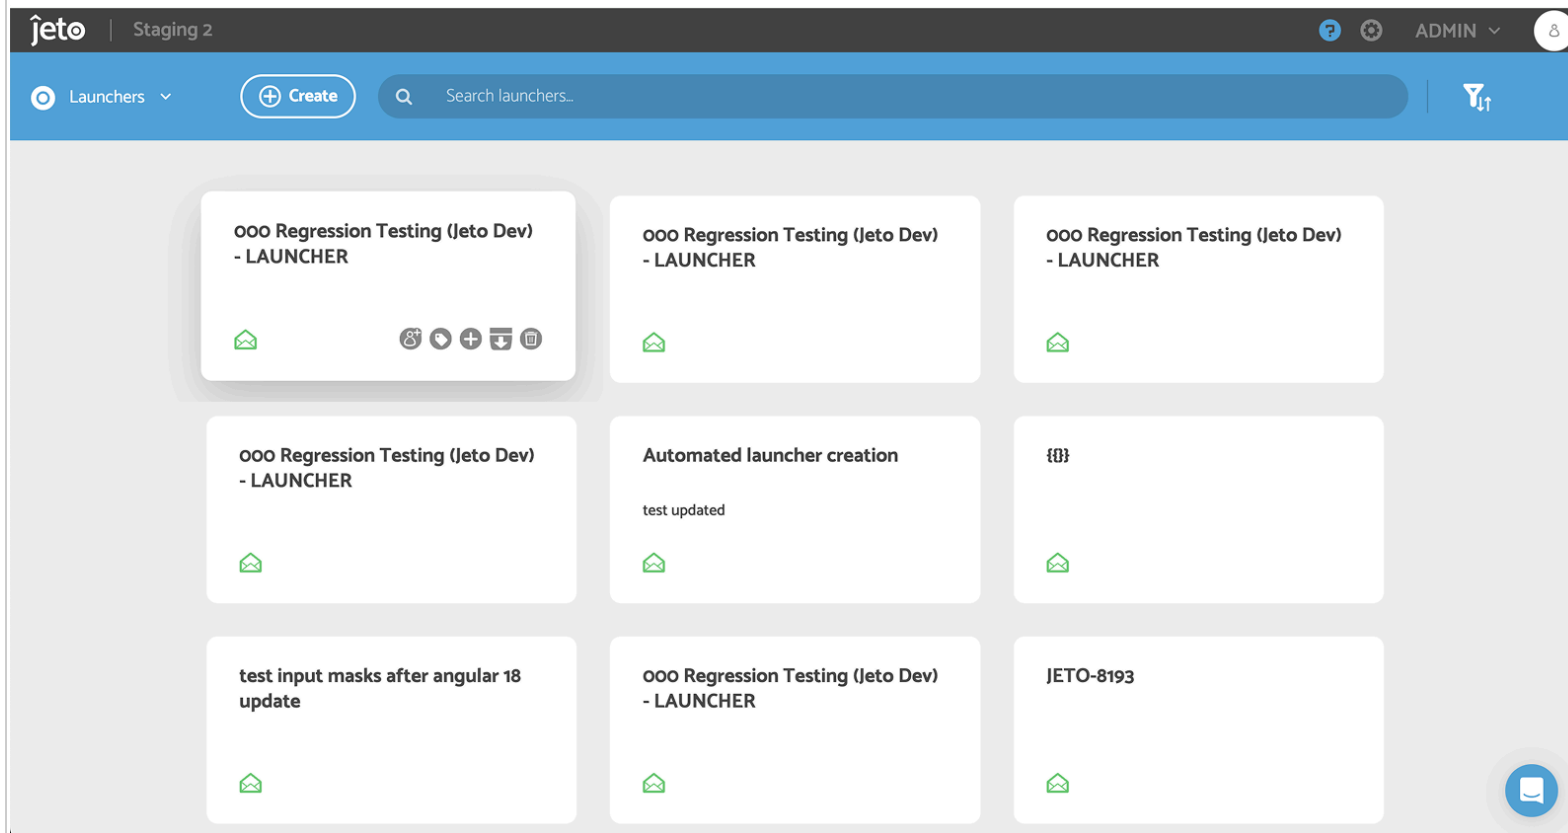 jeto
Staging 2
?
ADMIN
Launchers
Create
Search launchers...
000 Regression Testing (Jeto Dev)
- LAUNCHER
000 Regression Testing (Jeto Dev)
- LAUNCHER
000 Regression Testing (Jeto Dev)
- LAUNCHER
000 Regression Testing (Jeto Dev)
- LAUNCHER
Automated launcher creation
test updated
{{}}
test input masks after angular 18
update
000 Regression Testing (Jeto Dev)
- LAUNCHER
JETO-8193